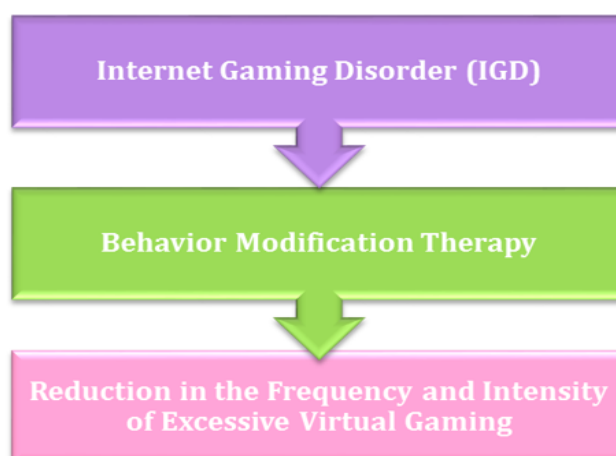 Internet Gaming Disorder (IGD)
Behavior Modification Therapy
Reduction in the Frequency and Intensity
of Excessive Virtual Gaming